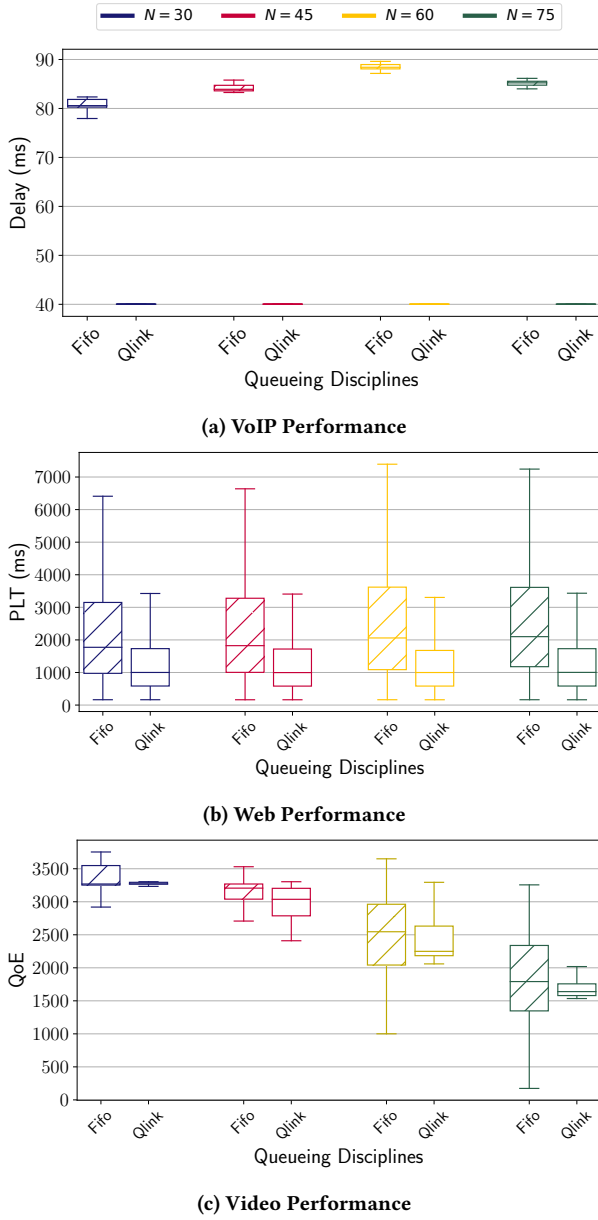 N = 30 N = 45 N = 60 N = 75
90
80
70
60
50
40
Delay (ms)
Fifo Qlink Fifo Qlink Fifo Qlink Fifo Qlink
Queueing Disciplines
(a) VoIP Performance
7000
6000
5000
4000
3000
2000
1000
0
PLT (ms)
Fifo Qlink Fifo Qlink Fifo Qlink Fifo Qlink
Queueing Disciplines
(b) Web Performance
3500
3000
2500
2000
1500
1000
500
0
QoE
Fifo Qlink Fifo Qlink Fifo Qlink Fifo Qlink
Queueing Disciplines
(c) Video Performance